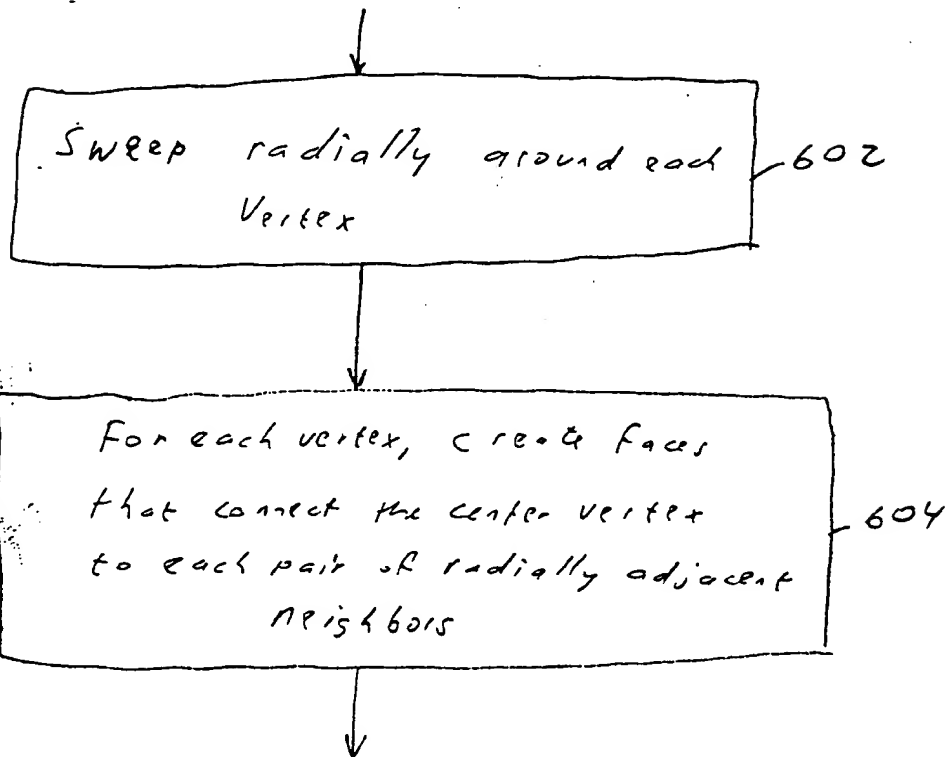 Sweep radially around each
Vertex
602
For each vertex, create faces
that connect the center vertex
to each pair of radially adjacent
neighbors
604